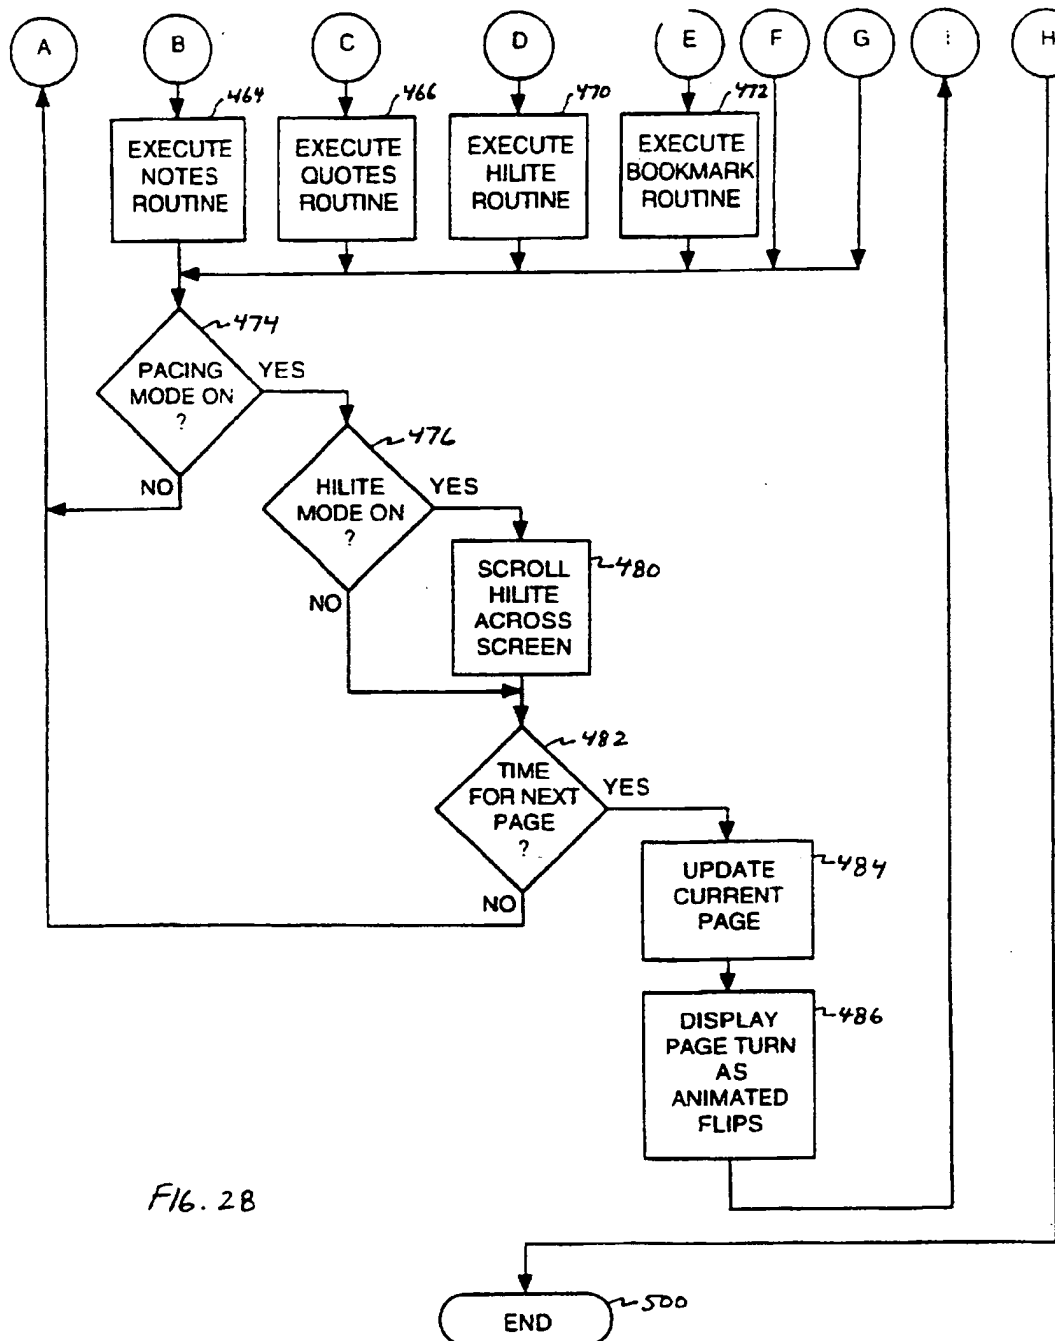 A B C D E F G I H
464 466 470 472
EXECUTE
NOTES
ROUTINE
EXECUTE
QUOTES
ROUTINE
EXECUTE
HILITE
ROUTINE
EXECUTE
BOOKMARK
ROUTINE
474
PACING
MODE ON
?
YES
NO
476
HILITE
MODE ON
?
YES
NO
480
SCROLL
HILITE
ACROSS
SCREEN
482
TIME
FOR NEXT
PAGE
?
YES
NO
484
UPDATE
CURRENT
PAGE
486
DISPLAY
PAGE TURN
AS
ANIMATED
FLIPS
FIG. 28
500
END